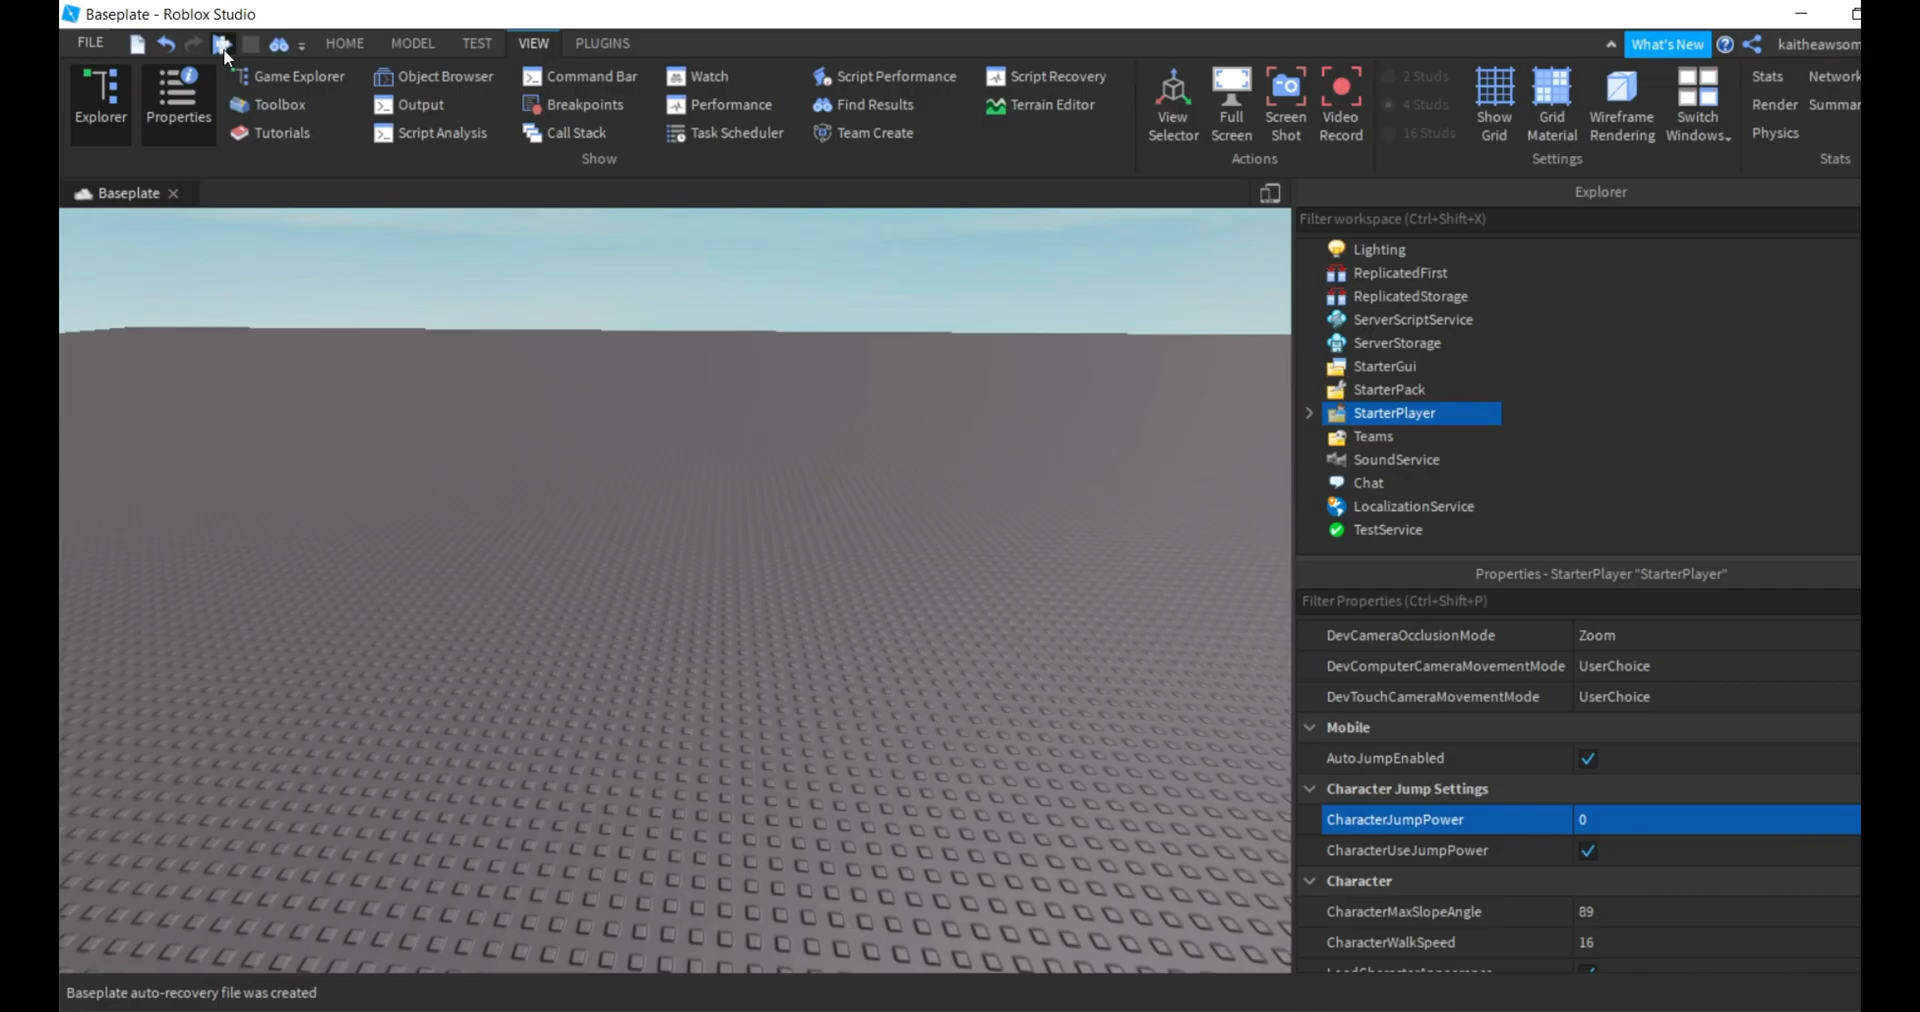 Baseplate - Roblox Studio
FILE HOME MODEL TEST VIEW PLUGINS What's New kaitheawsom
Explorer Properties
Game Explorer Object Browser Command Bar Watch Script Performance Script Recovery
Toolbox Output Breakpoints Performance Find Results Terrain Editor
Tutorials Script Analysis Call Stack Task Scheduler Team Create
Show
View Selector Full Screen Screen Shot Video Record
Actions
2 Studs
4 Studs
16 Studs
Show Grid Grid Material Wireframe Rendering Switch Windows
Settings
Stats Network
Render Summar
Physics
Stats
Baseplate
Explorer
Filter workspace (Ctrl+Shift+X)
Lighting
ReplicatedFirst
ReplicatedStorage
ServerScriptService
ServerStorage
StarterGui
StarterPack
StarterPlayer
Teams
SoundService
Chat
LocalizationService
TestService
Properties - StarterPlayer "StarterPlayer"
Filter Properties (Ctrl+Shift+P)
DevCameraOcclusionMode Zoom
DevComputerCameraMovementMode UserChoice
DevTouchCameraMovementMode UserChoice
Mobile
AutoJumpEnabled
Character Jump Settings
CharacterJumpPower 0
CharacterUseJumpPower
Character
CharacterMaxSlopeAngle 89
CharacterWalkSpeed 16
Baseplate auto-recovery file was created